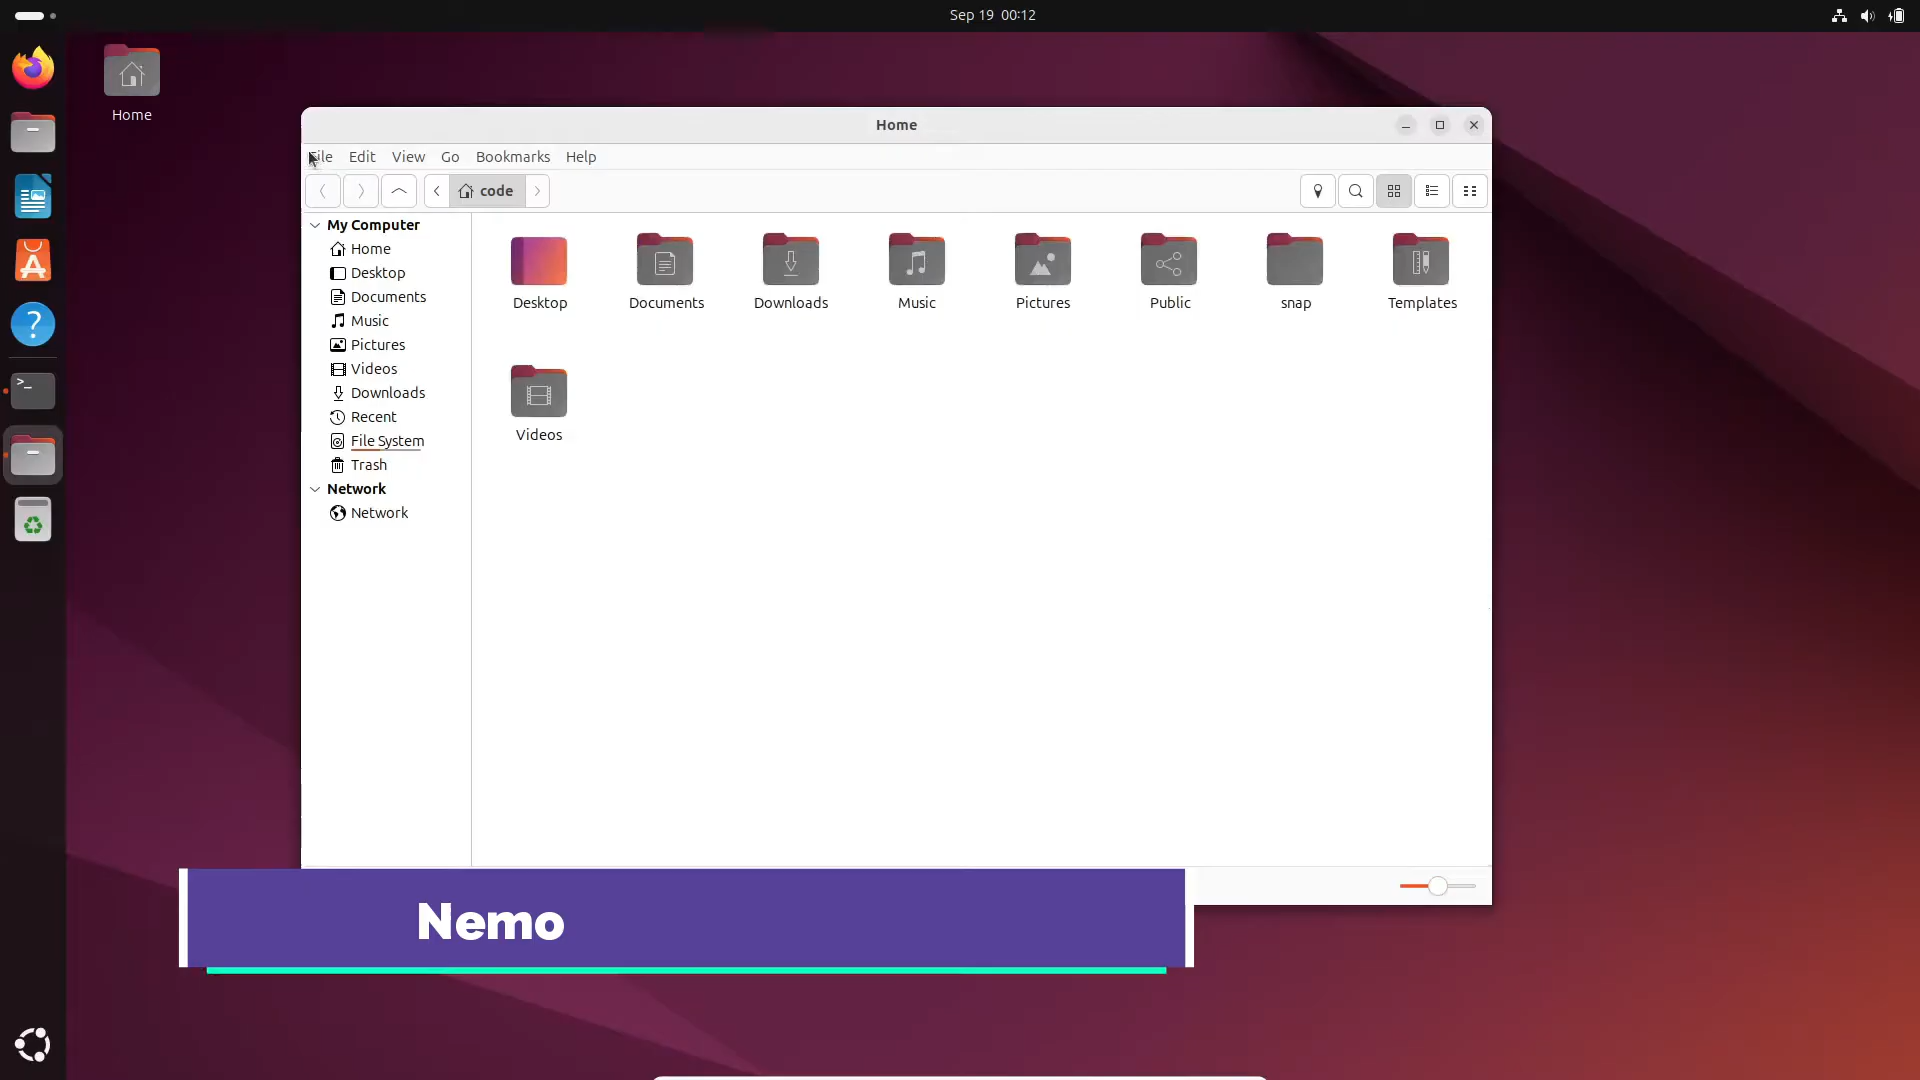 Sep 19 00:12
Home
Home
File Edit View Go Bookmarks Help
code
My Computer
Home
Desktop
Documents
Music
Pictures
Videos
Downloads
Recent
File System
Trash
Network
Network
Desktop
Documents
Downloads
Music
Pictures
Public
snap
Templates
Videos
Nemo